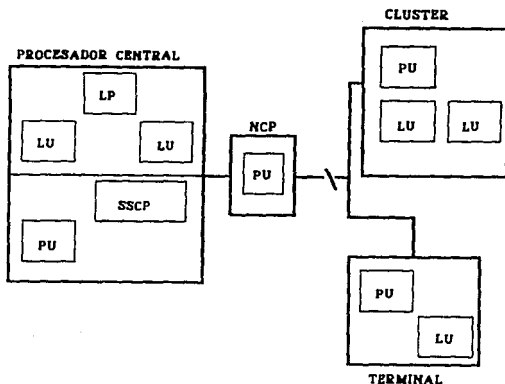 CLUSTER
PROCESADOR CENTRAL
LP
LU
LU
SSCP
PU
NCP
PU
PU
LU
LU
PU
LU
TERMINAL